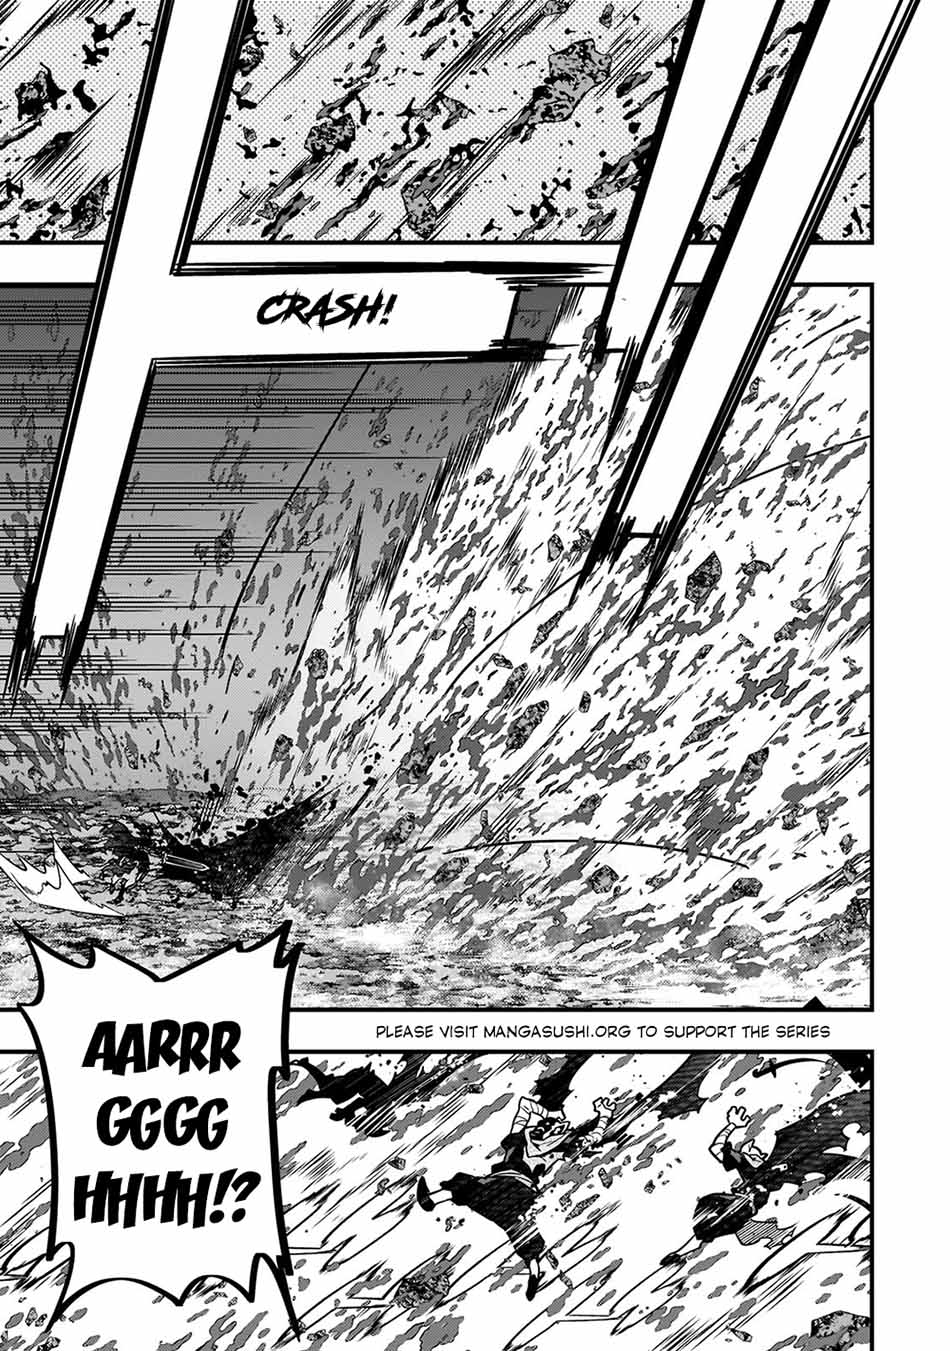 CRASH!
PLEASE VISIT MANGASUSHI.ORG TO SUPPORT THE SERIES
AARRR
GGGG
HHHH!?